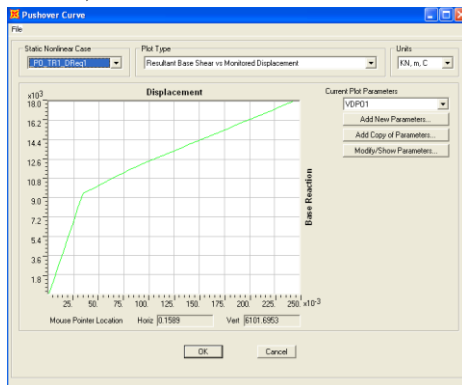 Pushover Curve
File
Static Nonlinear Case
_PO_TR1_DReq1
Plot Type
Resultant Base Shear vs Monitored Displacement
Units
KN, m, C
Displacement
x10³
18.0
16.2
14.4
12.6
10.8
9.0
7.2
5.4
3.6
1.8
25. 50. 75. 100. 125. 150. 175. 200. 225. 250. x10-3
Base Reaction
Current Plot Parameters
VDPO1
Add New Parameters...
Add Copy of Parameters...
Modify/Show Parameters...
Mouse Pointer Location Horiz 0.1589 Vert 6101.6953
OK Cancel